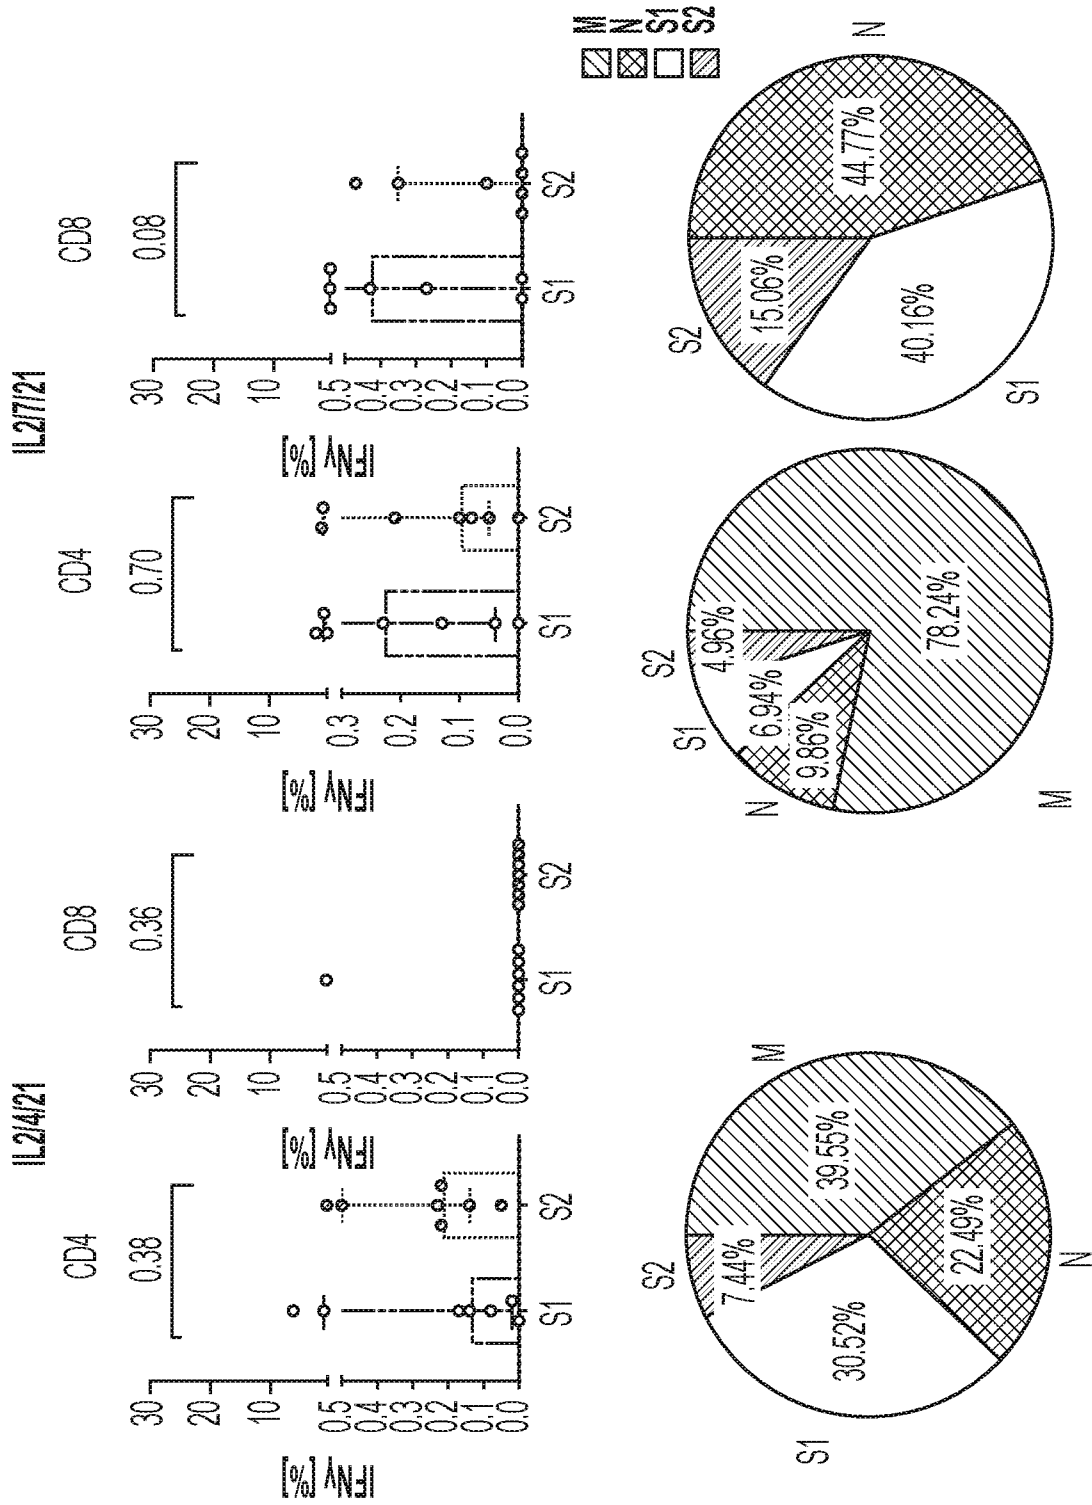 IL2/4/21
IL2/7/21
CD4
CD8
CD4
CD8
0.38
0.36
0.70
0.08
IFNγ [%]
30
20
10
0.5
0.4
0.3
0.2
0.1
0.0
S1
S2
IFNγ [%]
30
20
10
0.5
0.4
0.3
0.2
0.1
0.0
S1
S2
IFNγ [%]
30
20
10
0.3
0.2
0.1
0.0
S1
S2
IFNγ [%]
30
20
10
0.5
0.4
0.3
0.2
0.1
0.0
S1
S2
M
N
S1
S2
S2
7.44%
M
39.55%
S1
30.52%
22.49%
N
S2
4.96%
S1
6.94%
N
9.86%
78.24%
M
S2
15.06%
N
44.77%
40.16%
S1